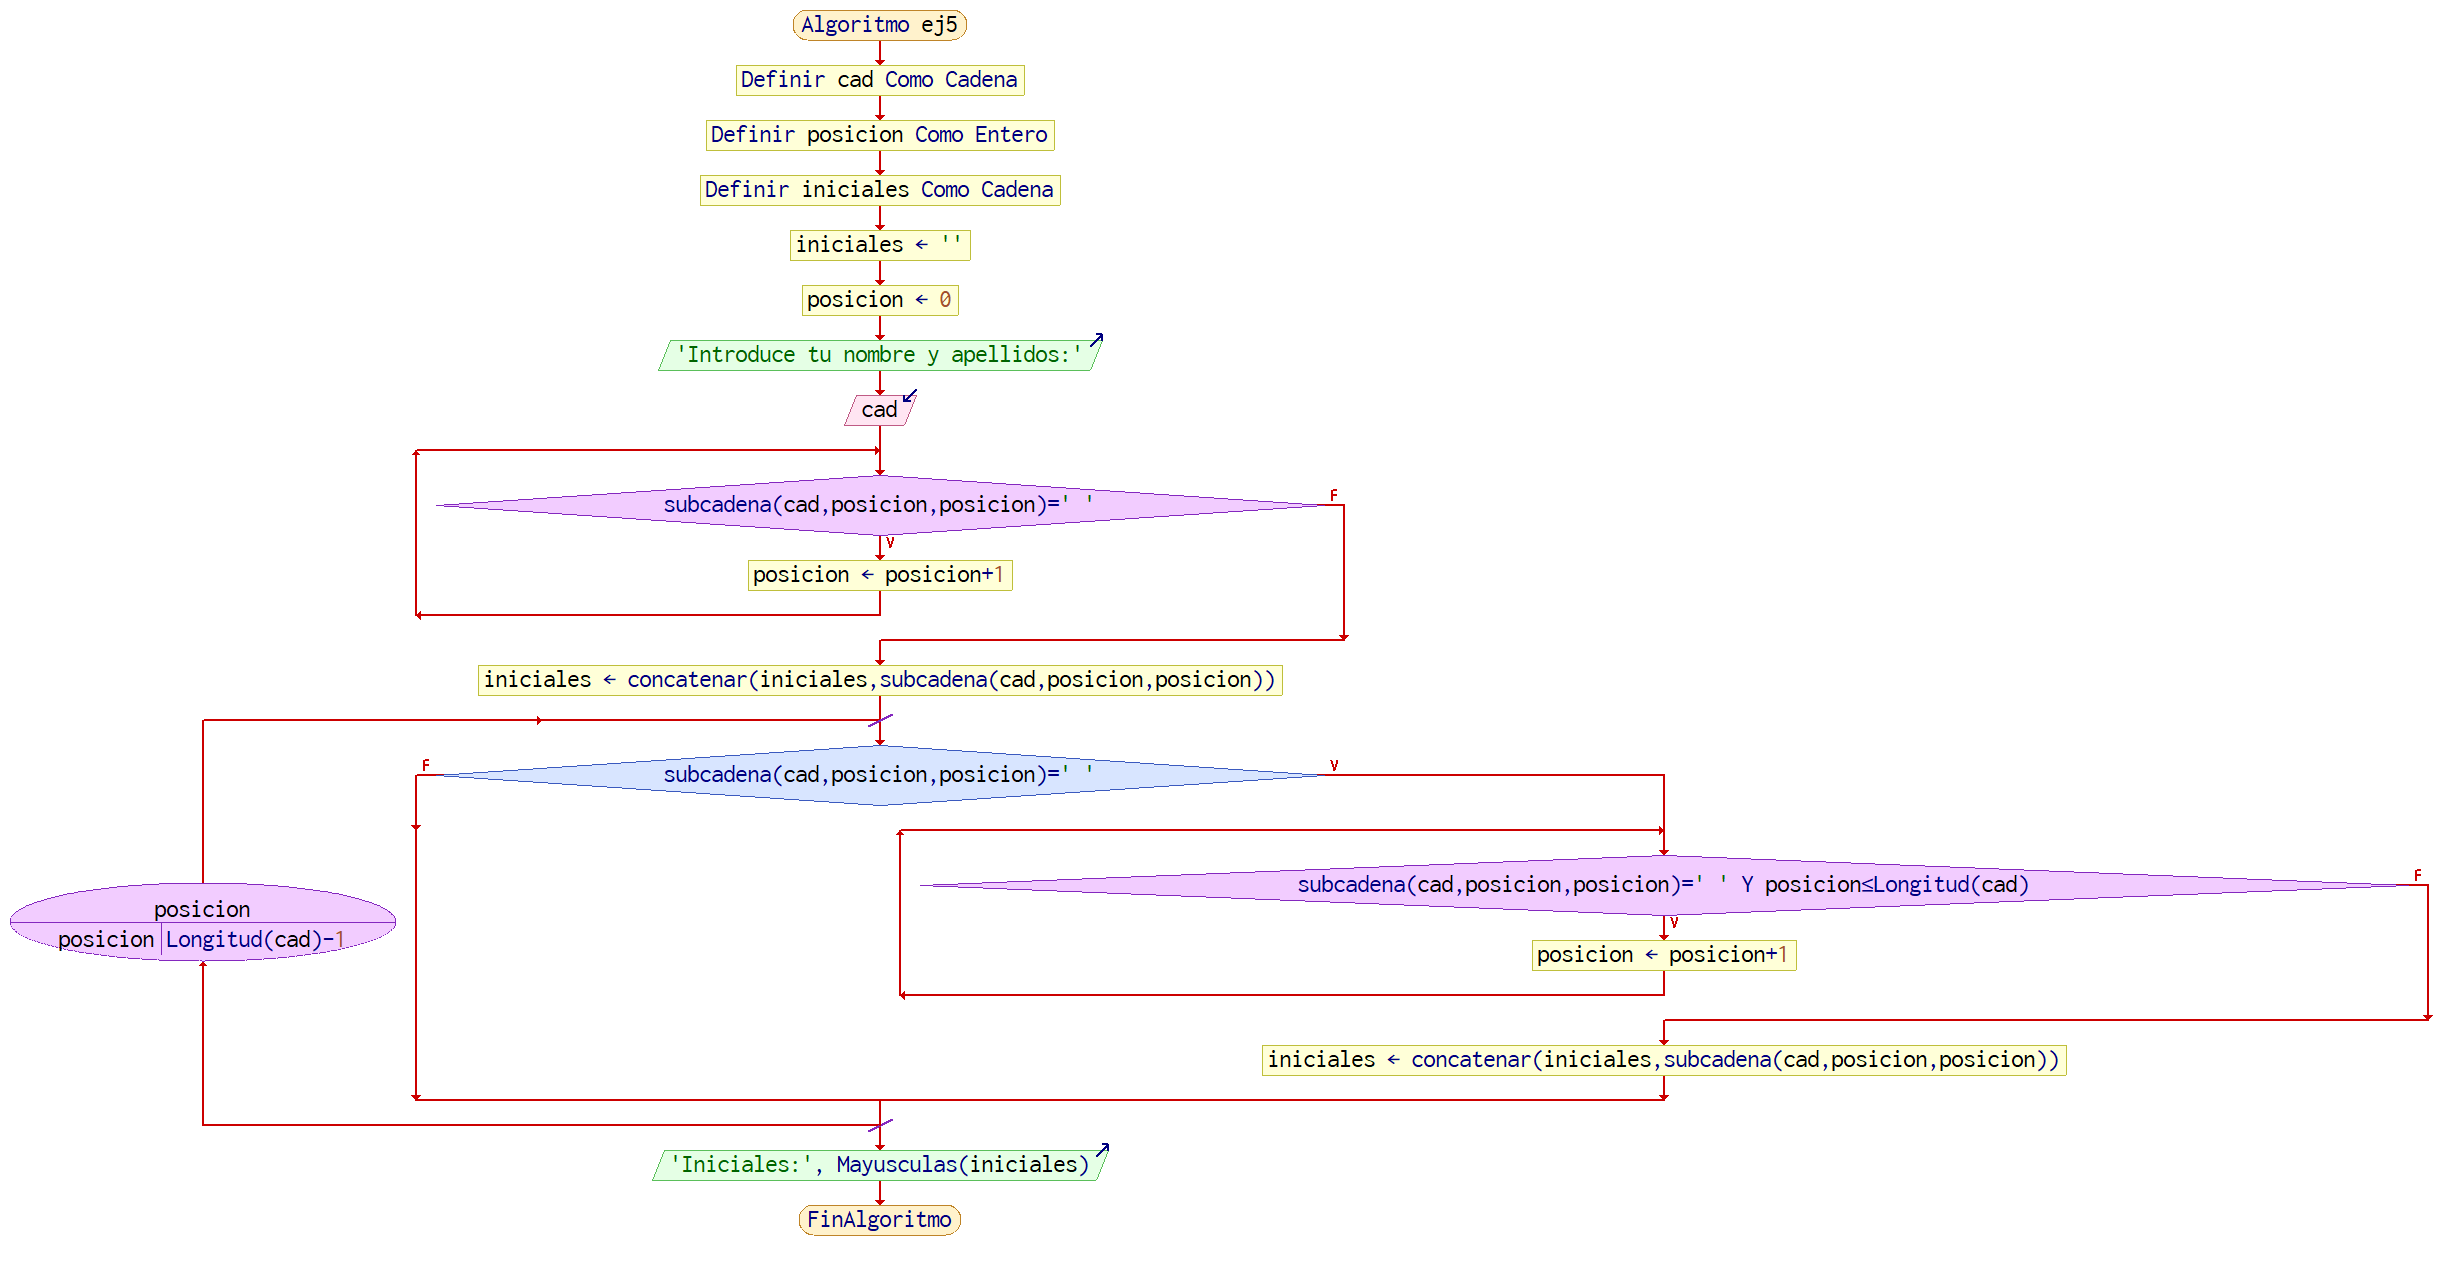 Algoritmo ej5
Definir cad Como Cadena
Definir posicion Como Entero
Definir iniciales Como Cadena
iniciales ← ''
posicion ← 0
'Introduce tu nombre y apellidos:'
cad
subcadena(cad,posicion,posicion)=' '
F
V
posicion ← posicion+1
iniciales ← concatenar(iniciales,subcadena(cad,posicion,posicion))
F
subcadena(cad,posicion,posicion)=' '
V
subcadena(cad,posicion,posicion)=' ' Y posicion≤Longitud(cad)
F
V
posicion
posicion Longitud(cad)-1
posicion ← posicion+1
iniciales ← concatenar(iniciales,subcadena(cad,posicion,posicion))
'Iniciales:', Mayusculas(iniciales)
FinAlgoritmo